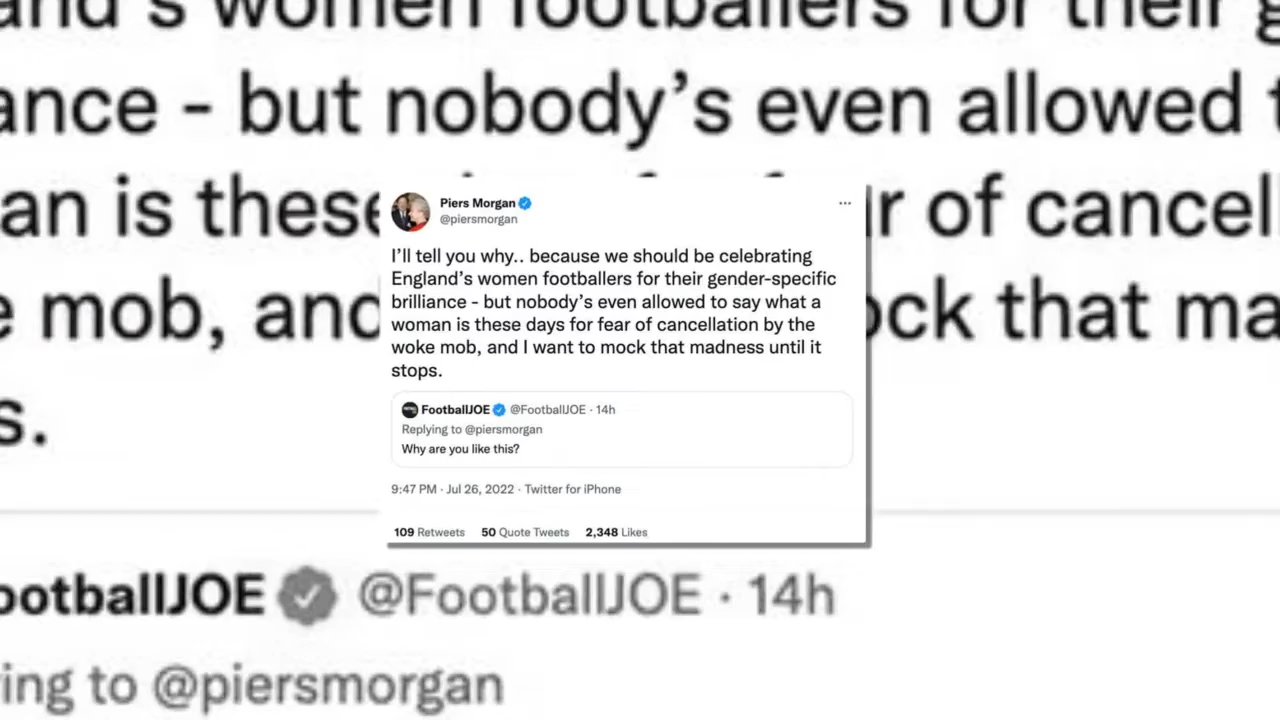 and's women footballers for their g
ance - but nobody's even allowed t
an is these
r of cancell
e mob, and
ock that ma
s.
Piers Morgan
@piersmorgan
I'll tell you why.. because we should be celebrating
England's women footballers for their gender-specific
brilliance - but nobody's even allowed to say what a
woman is these days for fear of cancellation by the
woke mob, and I want to mock that madness until it
stops.
FootballJOE @FootballJOE · 14h
Replying to @piersmorgan
Why are you like this?
9:47 PM · Jul 26, 2022 · Twitter for iPhone
109 Retweets 50 Quote Tweets 2,348 Likes
ootballJOE @FootballJOE · 14h
ing to @piersmorgan